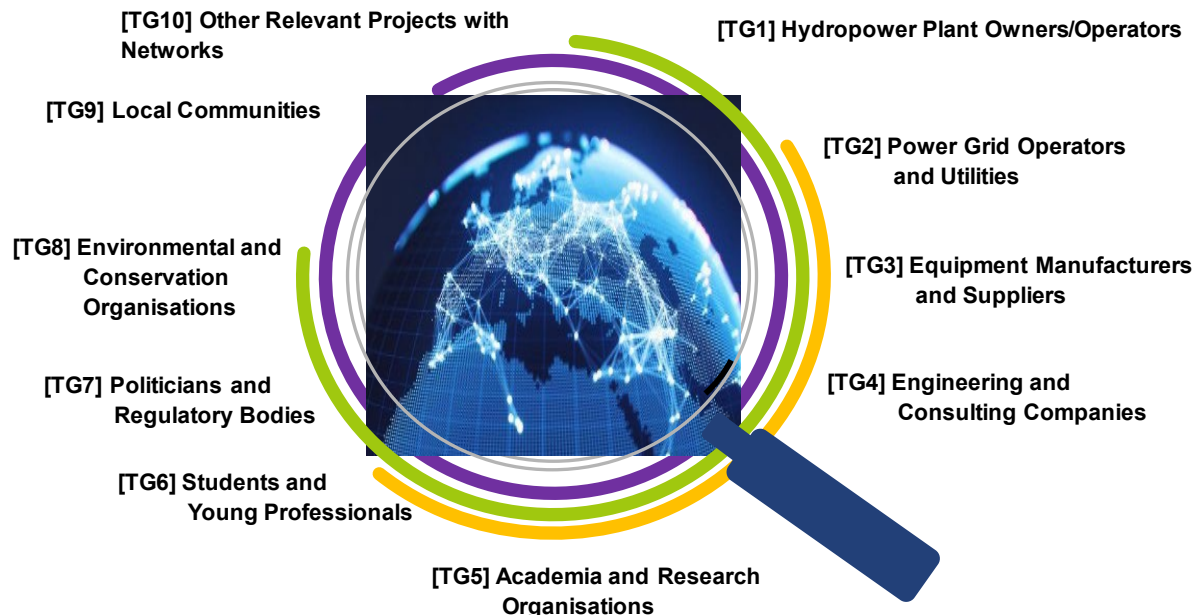 [TG10] Other Relevant Projects with
Networks
[TG1] Hydropower Plant Owners/Operators
[TG9] Local Communities
[TG2] Power Grid Operators
and Utilities
[TG8] Environmental and
Conservation
Organisations
[TG3] Equipment Manufacturers
and Suppliers
[TG7] Politicians and
Regulatory Bodies
[TG4] Engineering and
Consulting Companies
[TG6] Students and
Young Professionals
[TG5] Academia and Research
Organisations